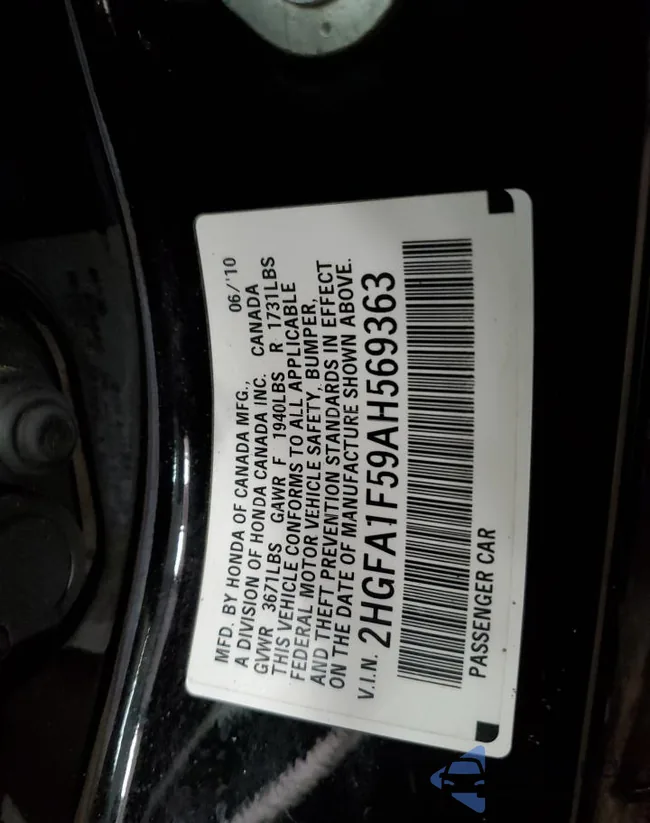 MFD. BY HONDA OF CANADA MFG., 06/'10
A DIVISION OF HONDA CANADA INC. CANADA
GVWR 3671LBS GAWR F 1940LBS R 1731LBS
THIS VEHICLE CONFORMS TO ALL APPLICABLE
FEDERAL MOTOR VEHICLE SAFETY, BUMPER,
AND THEFT PREVENTION STANDARDS IN EFFECT
ON THE DATE OF MANUFACTURE SHOWN ABOVE.
V.I.N. 2HGFA1F59AH569363
PASSENGER CAR